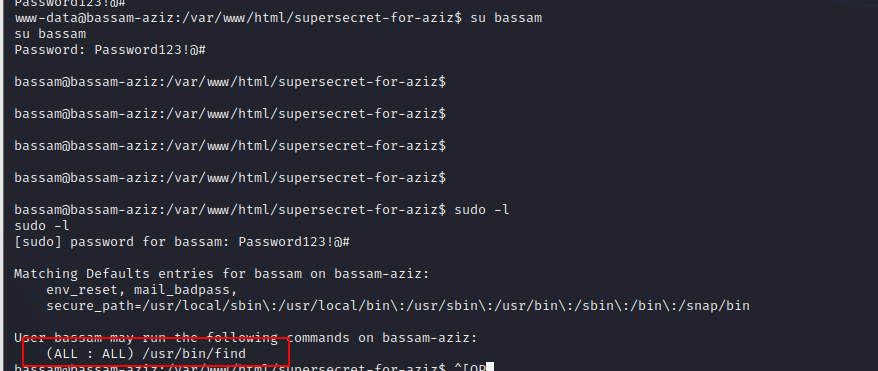 Password123!@#
www-data@bassam-aziz:/var/www/html/supersecret-for-aziz$ su bassam
su bassam
Password: Password123!@#
bassam@bassam-aziz:/var/www/html/supersecret-for-aziz$
bassam@bassam-aziz:/var/www/html/supersecret-for-aziz$
bassam@bassam-aziz:/var/www/html/supersecret-for-aziz$
bassam@bassam-aziz:/var/www/html/supersecret-for-aziz$
bassam@bassam-aziz:/var/www/html/supersecret-for-aziz$ sudo -l
sudo -l
[sudo] password for bassam: Password123!@#
Matching Defaults entries for bassam on bassam-aziz:
env_reset, mail_badpass,
secure_path=/usr/local/sbin\:/usr/local/bin\:/usr/sbin\:/usr/bin\:/sbin\:/bin\:/snap/bin
User bassam may run the following commands on bassam-aziz:
(ALL : ALL) /usr/bin/find
bassam@bassam-aziz:/var/www/html/supersecret-for-aziz$ ^[OP